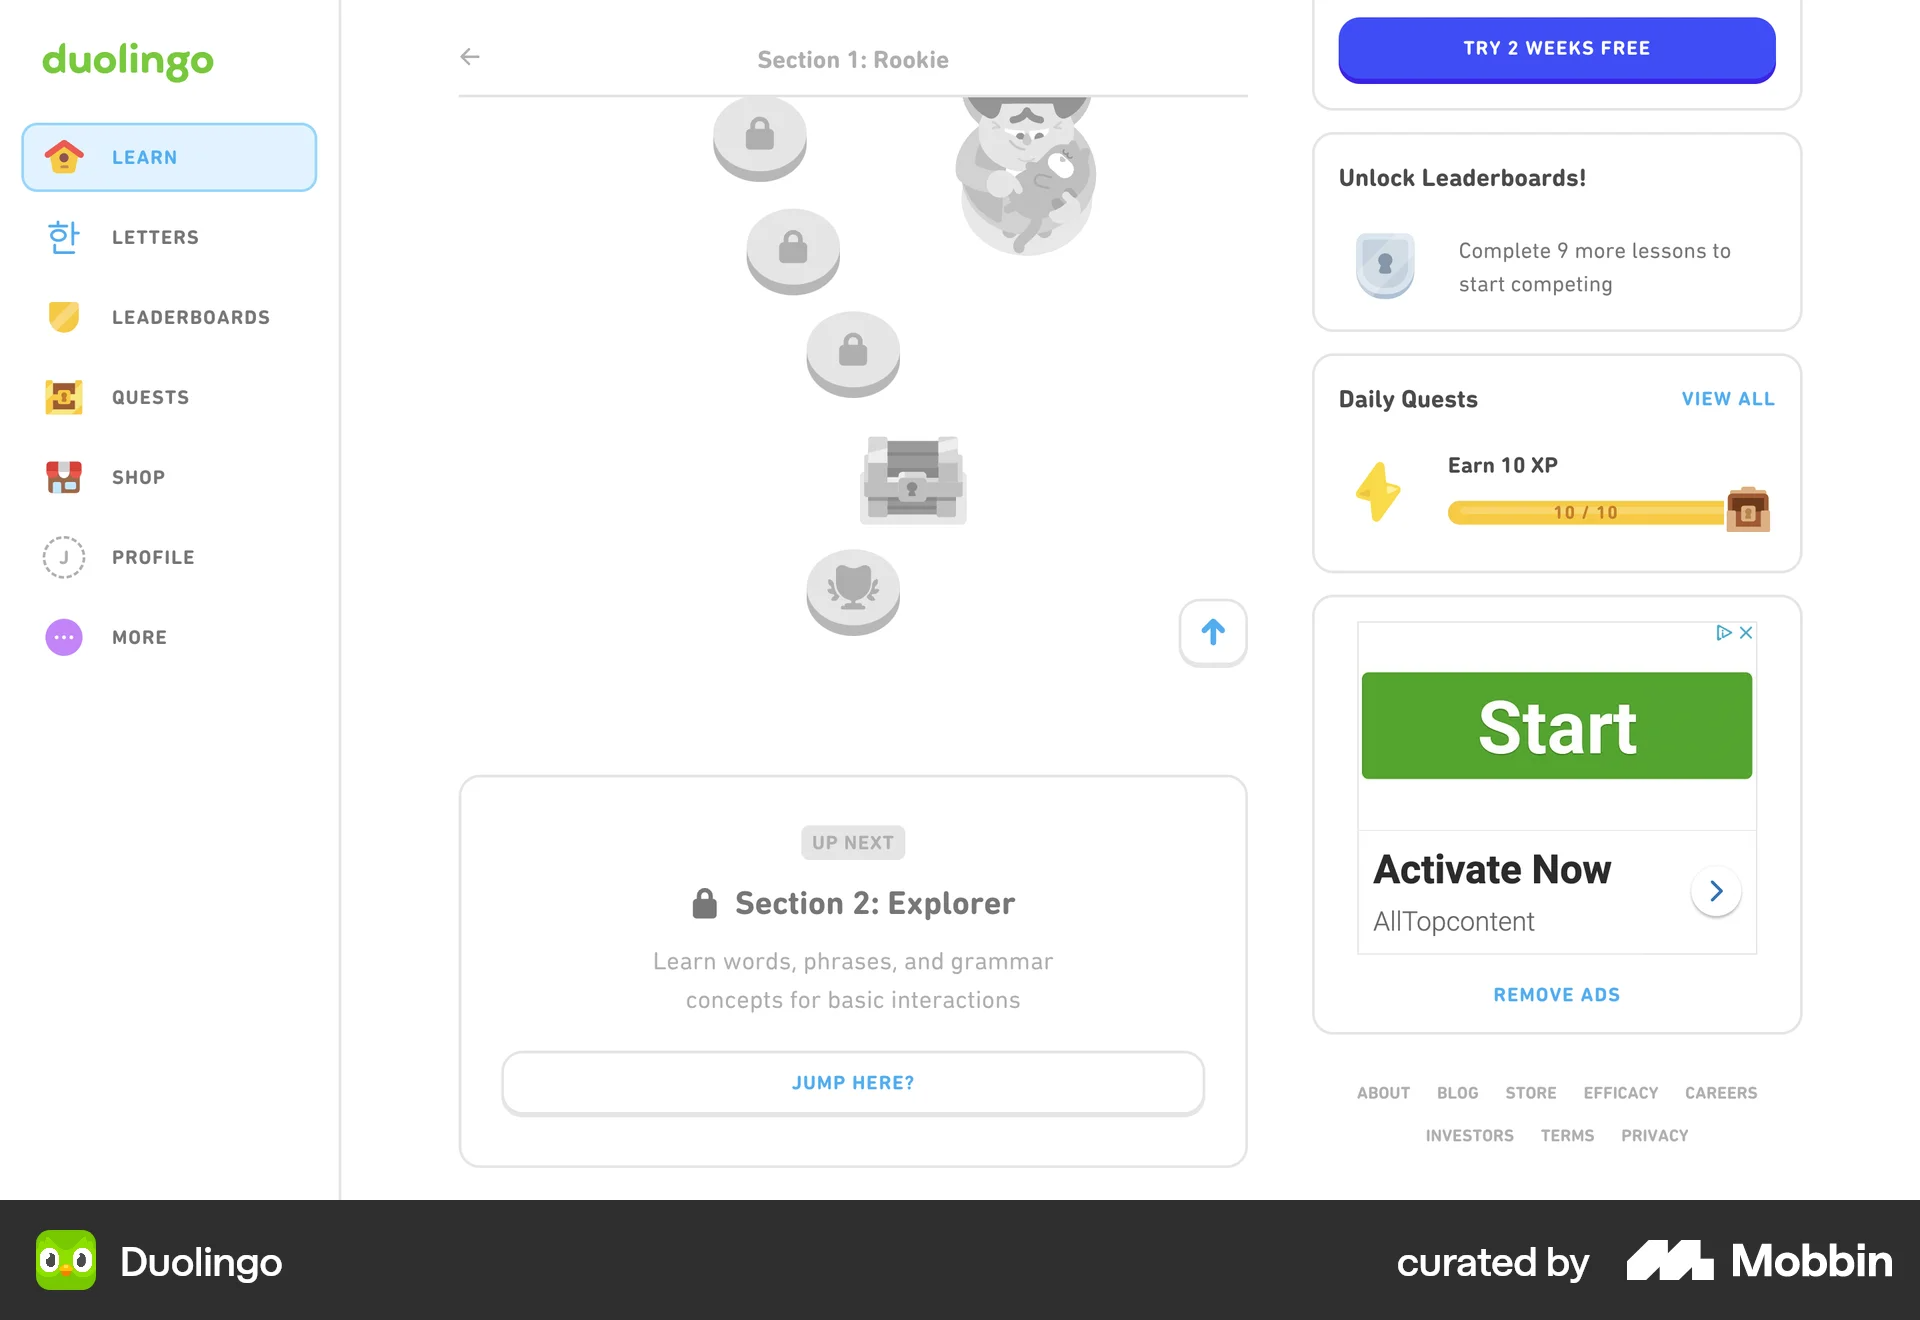 duolingo
LEARN
한 LETTERS
LEADERBOARDS
QUESTS
SHOP
J PROFILE
MORE
Section 1: Rookie
UP NEXT
Section 2: Explorer
Learn words, phrases, and grammar
concepts for basic interactions
JUMP HERE?
TRY 2 WEEKS FREE
Unlock Leaderboards!
Complete 9 more lessons to
start competing
Daily Quests VIEW ALL
Earn 10 XP
10 / 10
Start
Activate Now
AllTopcontent
REMOVE ADS
ABOUT BLOG STORE EFFICACY CAREERS
INVESTORS TERMS PRIVACY
Duolingo
curated by Mobbin